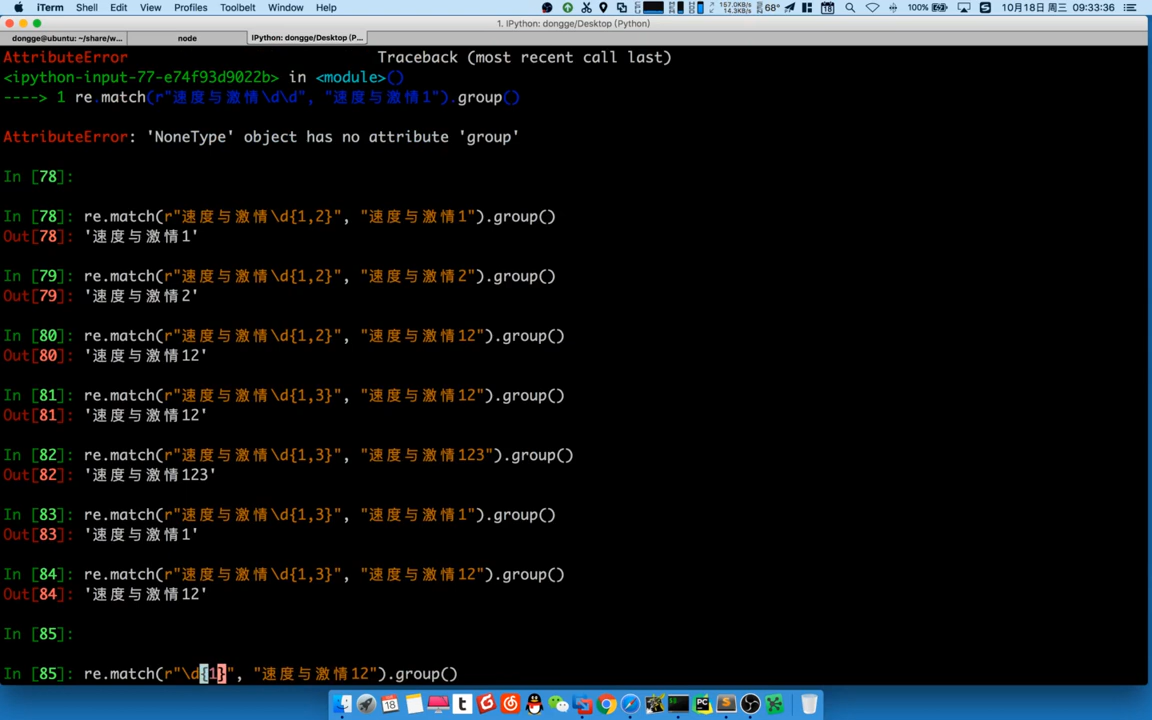 iTerm Shell Edit View Profiles Toolbelt Window Help 157.0KB/s 14.3KB/s 68° 18 100% 10月18日 周三 09:33:36
1. IPython: dongge/Desktop (Python)
dongge@ubuntu: ~/share/w... node IPython: dongge/Desktop (P...
AttributeError Traceback (most recent call last)
<ipython-input-77-e74f93d9022b> in <module>()
----> 1 re.match(r"速度与激情\d\d", "速度与激情1").group()
AttributeError: 'NoneType' object has no attribute 'group'
In [78]:
In [78]: re.match(r"速度与激情\d{1,2}", "速度与激情1").group()
Out[78]: '速度与激情1'
In [79]: re.match(r"速度与激情\d{1,2}", "速度与激情2").group()
Out[79]: '速度与激情2'
In [80]: re.match(r"速度与激情\d{1,2}", "速度与激情12").group()
Out[80]: '速度与激情12'
In [81]: re.match(r"速度与激情\d{1,3}", "速度与激情12").group()
Out[81]: '速度与激情12'
In [82]: re.match(r"速度与激情\d{1,3}", "速度与激情123").group()
Out[82]: '速度与激情123'
In [83]: re.match(r"速度与激情\d{1,3}", "速度与激情1").group()
Out[83]: '速度与激情1'
In [84]: re.match(r"速度与激情\d{1,3}", "速度与激情12").group()
Out[84]: '速度与激情12'
In [85]:
In [85]: re.match(r"\d{1}", "速度与激情12").group()